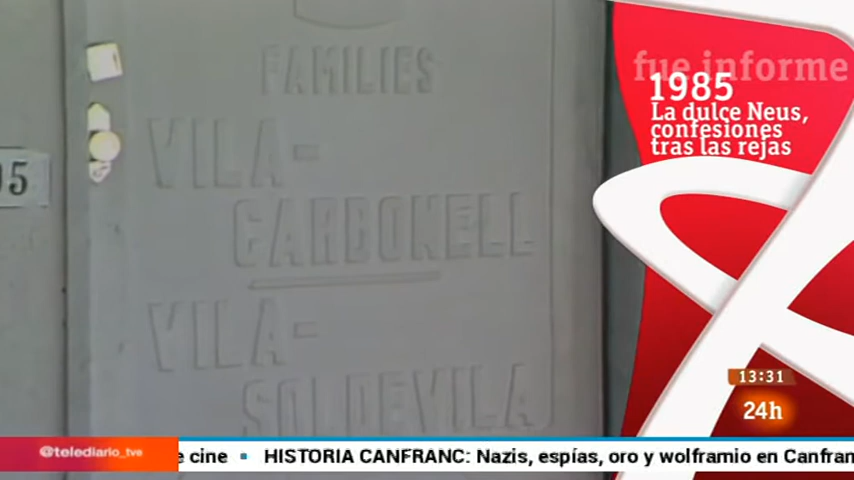 FAMILIES
VILA-
CARBONELL
VILA-
SOLDEVILA
95
fue informe
1985
La dulce Neus,
confesiones
tras las rejas
13:31
24h
@telediario_tve
e cine ▪ HISTORIA CANFRANC: Nazis, espías, oro y wolframio en Canfran